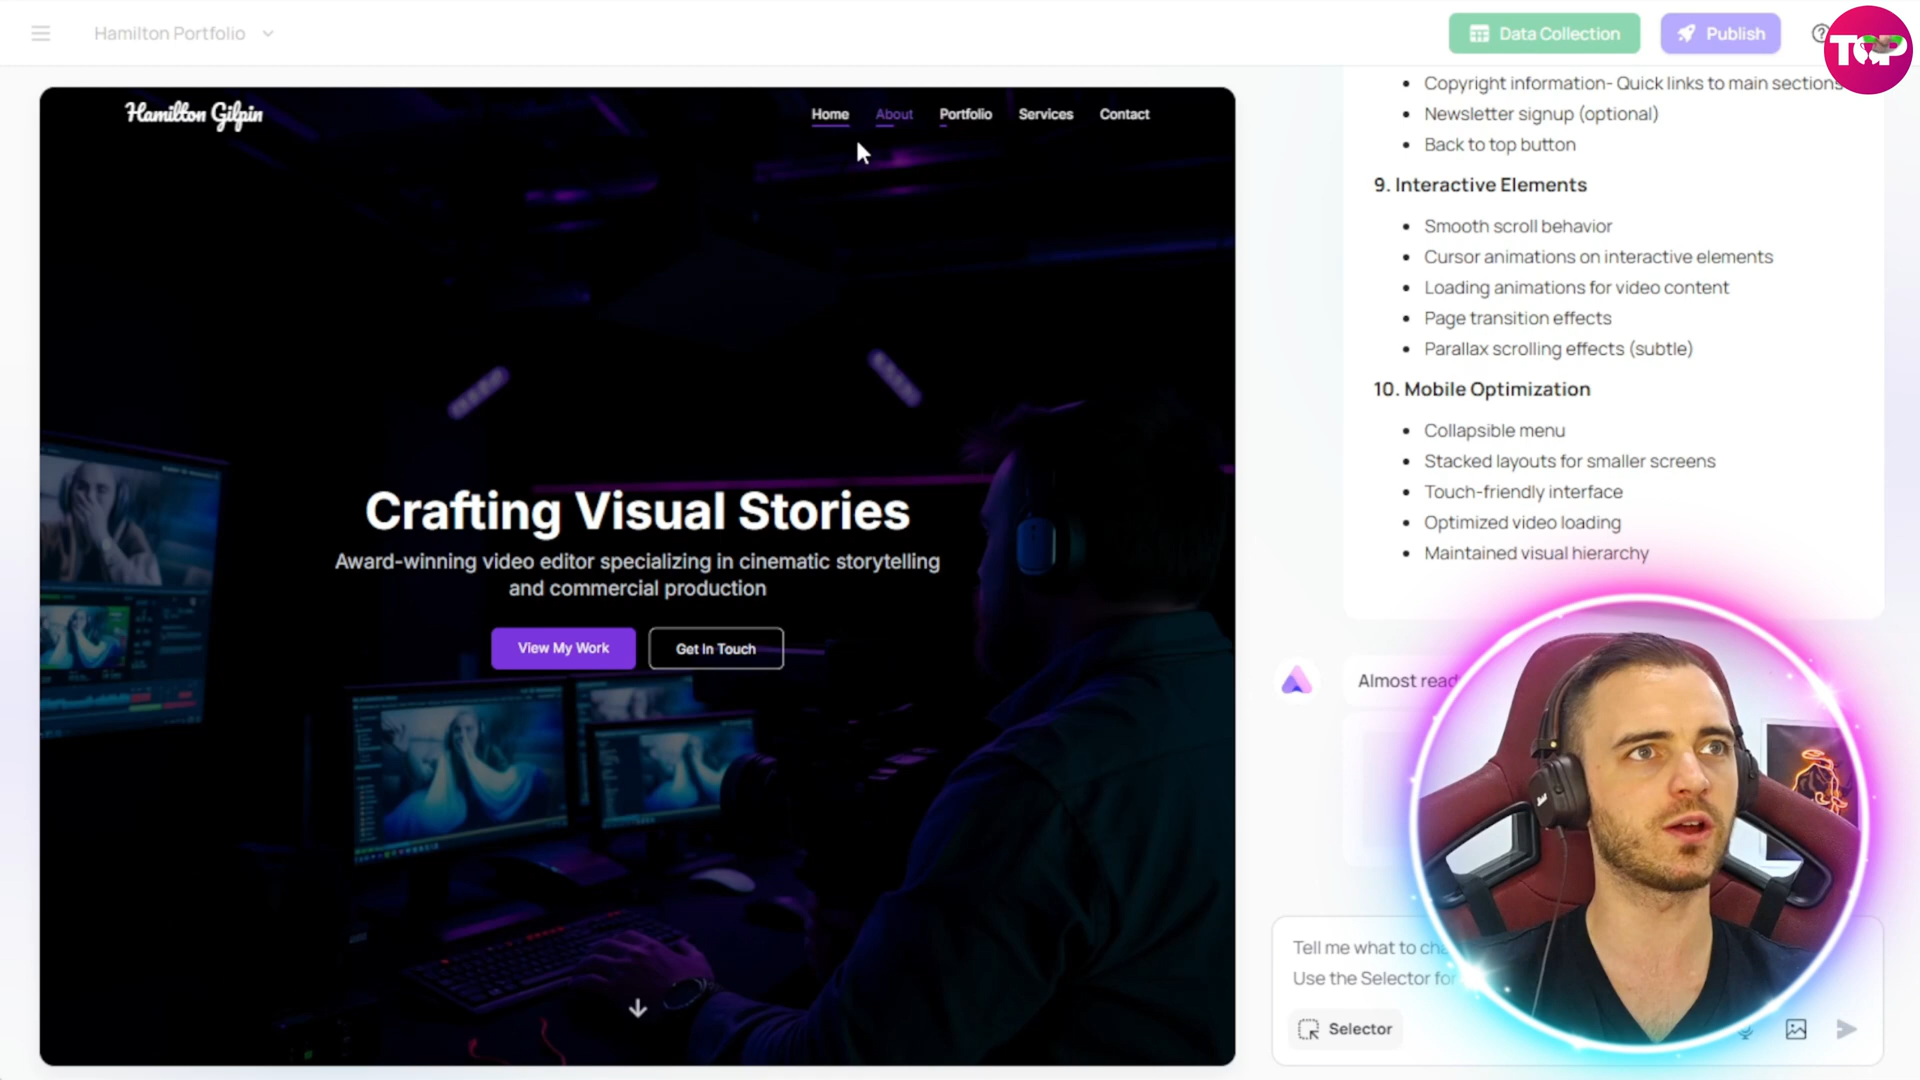 Hamilton Portfolio
Data Collection
Publish
TOP
Hamilton Gilpin
Home About Portfolio Services Contact
Crafting Visual Stories
Award-winning video editor specializing in cinematic storytelling
and commercial production
View My Work
Get In Touch
• Copyright information- Quick links to main sections
• Newsletter signup (optional)
• Back to top button
9. Interactive Elements
• Smooth scroll behavior
• Cursor animations on interactive elements
• Loading animations for video content
• Page transition effects
• Parallax scrolling effects (subtle)
10. Mobile Optimization
• Collapsible menu
• Stacked layouts for smaller screens
• Touch-friendly interface
• Optimized video loading
• Maintained visual hierarchy
Almost
Tell me what to
Use the Selector for
Selector